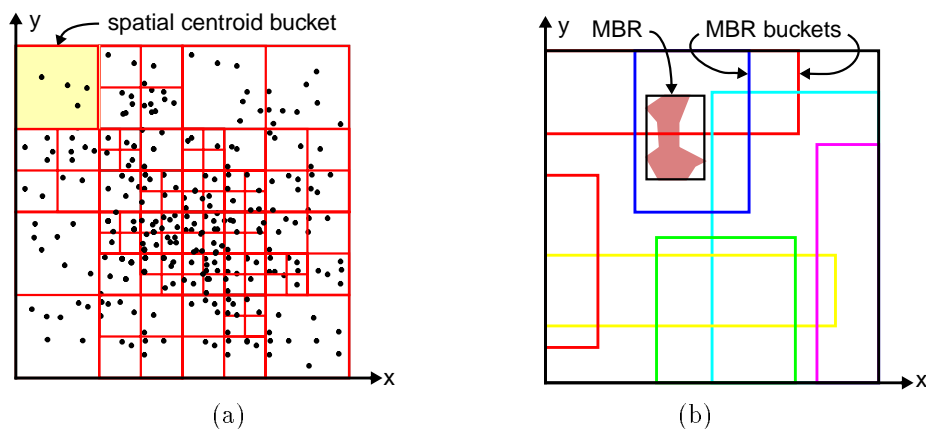 y
spatial centroid bucket
x
(a)
y
MBR
MBR buckets
x
(b)